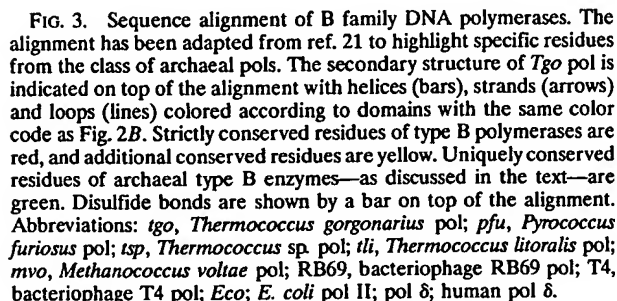 FIG. 3. Sequence alignment of B family DNA polymerases. The
alignment has been adapted from ref. 21 to highlight specific residues
from the class of archaeal pols. The secondary structure of Tgo pol is
indicated on top of the alignment with helices (bars), strands (arrows)
and loops (lines) colored according to domains with the same color
code as Fig. 2B. Strictly conserved residues of type B polymerases are
red, and additional conserved residues are yellow. Uniquely conserved
residues of archaeal type B enzymes—as discussed in the text—are
green. Disulfide bonds are shown by a bar on top of the alignment.
Abbreviations: tgo, Thermococcus gorgonarius pol; pfu, Pyrococcus
furiosus pol; tsp, Thermococcus sp. pol; tli, Thermococcus litoralis pol;
mvo, Methanococcus voltae pol; RB69, bacteriophage RB69 pol; T4,
bacteriophage T4 pol; Eco; E. coli pol II; pol δ; human pol δ.